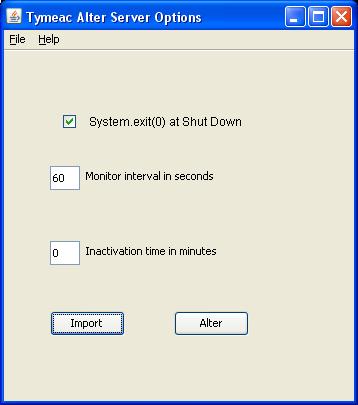 Tymeac Alter Server Options
File Help
System.exit(0) at Shut Down
60 Monitor interval in seconds
0 Inactivation time in minutes
Import Alter